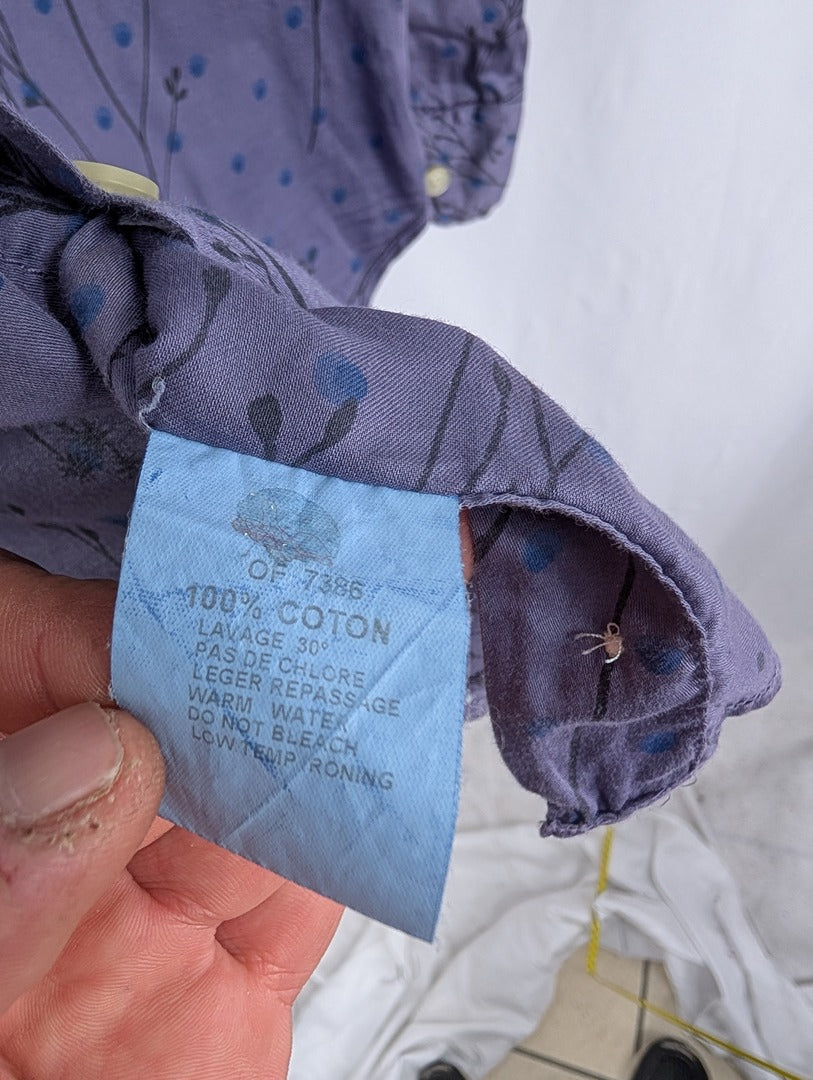 OF 7386
100% COTON
LAVAGE 30°
PAS DE CHLORE
LEGER REPASSAGE
WARM WATER
DO NOT BLEACH
LOW TEMP IRONING